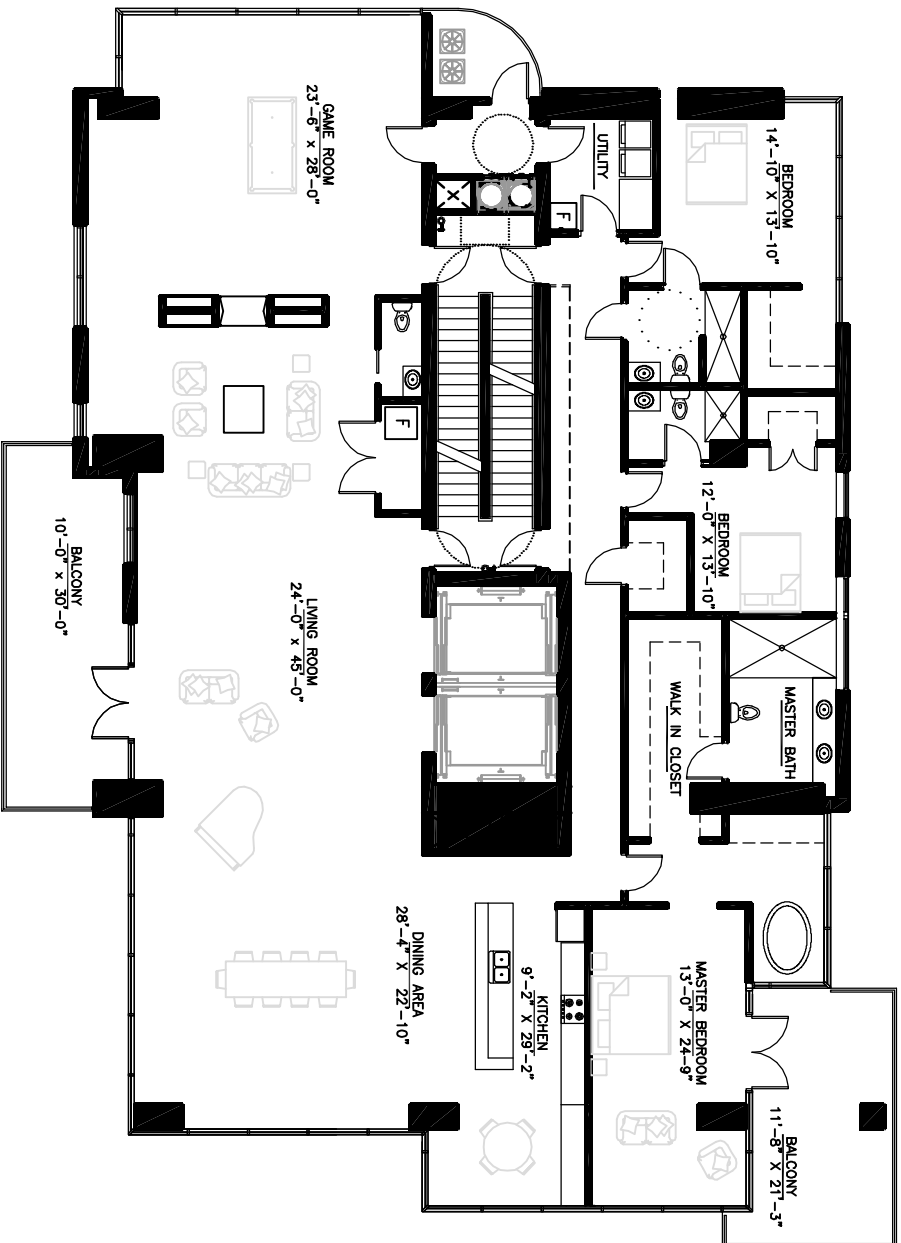 GAME ROOM
23'-6" x 28'-0"
UTILITY
BEDROOM
14'-10" X 13'-10"
X
F
F
BEDROOM
12'-0" X 13'-10"
BALCONY
10'-0" x 30'-0"
LIVING ROOM
24'-0" x 45'-0"
WALK IN CLOSET
MASTER BATH
DINING AREA
28'-4" X 22'-10"
KITCHEN
9'-2" X 29'-2"
MASTER BEDROOM
13'-0" X 24-9"
BALCONY
11'-8" X 21'-3"